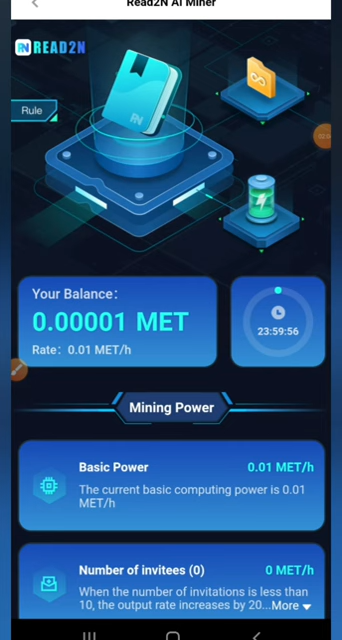 Read2N AI Miner
READ2N
Rule
Your Balance:
0.00001 MET
Rate: 0.01 MET/h
23:59:56
Mining Power
Basic Power
0.01 MET/h
The current basic computing power is 0.01
MET/h
Number of invitees (0)
0 MET/h
When the number of invitations is less than
10, the output rate increases by 20...More